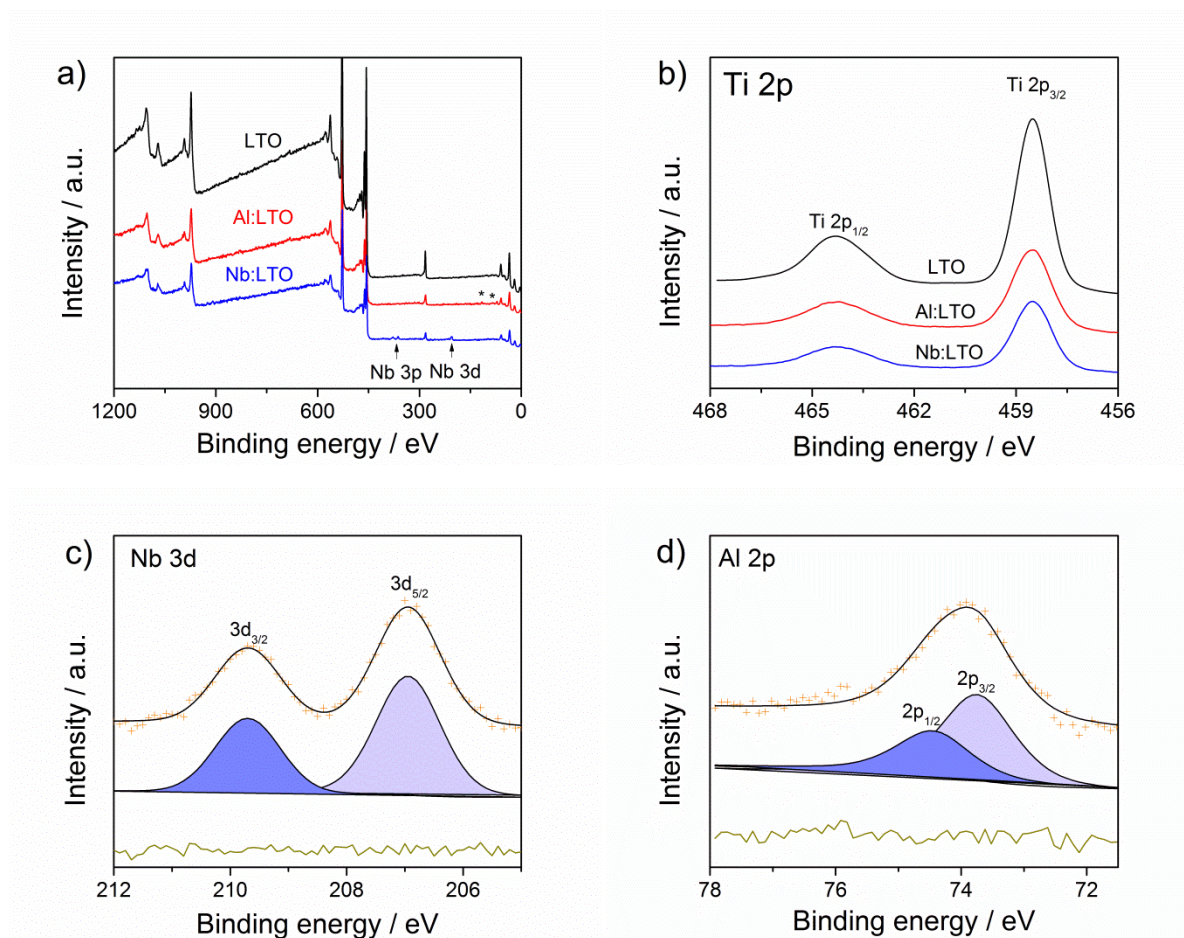 a)
LTO
Al:LTO
Nb:LTO
* *
Nb 3p Nb 3d
Intensity / a.u.
1200 900 600 300 0
Binding energy / eV
b)
Ti 2p
Ti 2p3/2
Ti 2p1/2
LTO
Al:LTO
Nb:LTO
Intensity / a.u.
468 465 462 459 456
Binding energy / eV
c)
Nb 3d
3d5/2
3d3/2
Intensity / a.u.
212 210 208 206
Binding energy / eV
d)
Al 2p
2p3/2
2p1/2
Intensity / a.u.
78 76 74 72
Binding energy / eV